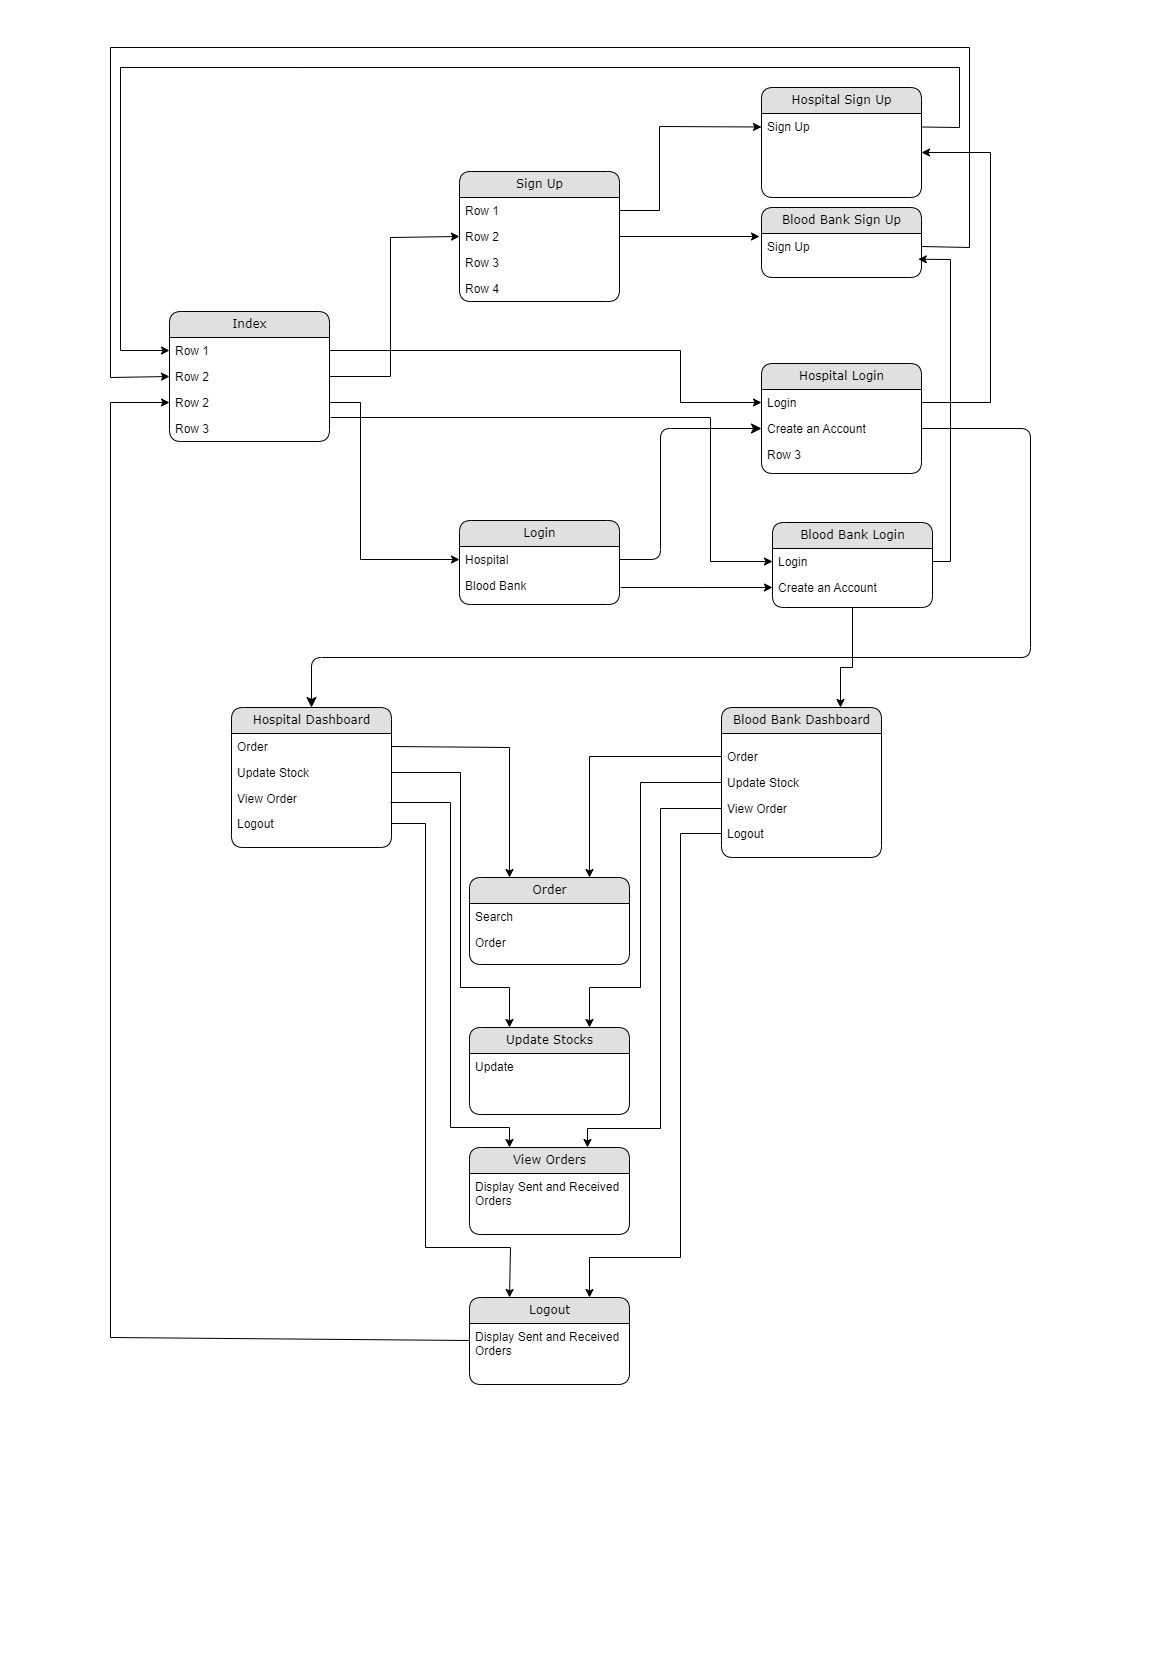 Hospital Sign Up
Sign Up
Sign Up
Row 1
Row 2
Row 3
Row 4
Blood Bank Sign Up
Sign Up
Index
Row 1
Row 2
Row 2
Row 3
Hospital Login
Login
Create an Account
Row 3
Login
Hospital
Blood Bank
Blood Bank Login
Login
Create an Account
Hospital Dashboard
Order
Update Stock
View Order
Logout
Blood Bank Dashboard
Order
Update Stock
View Order
Logout
Order
Search
Order
Update Stocks
Update
View Orders
Display Sent and Received
Orders
Logout
Display Sent and Received
Orders